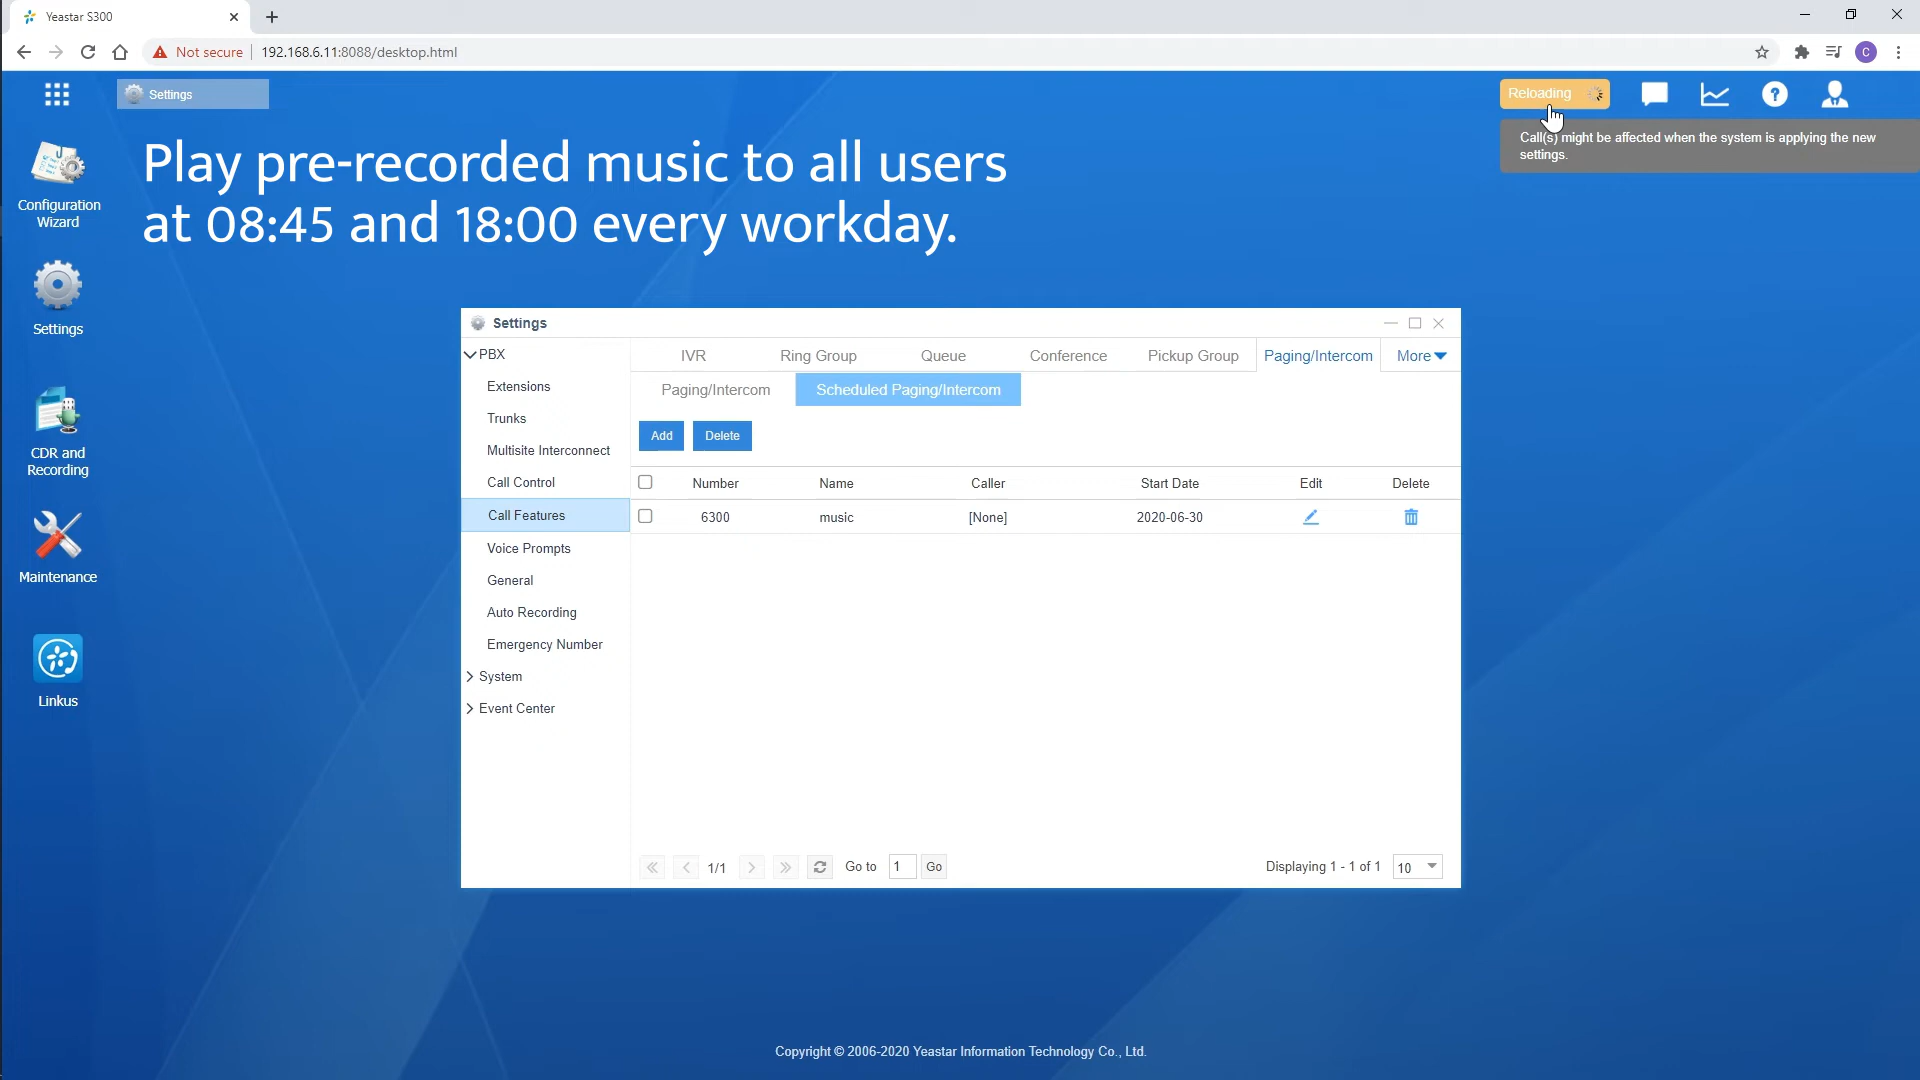 Yeastar S300
Not secure
192.168.6.11:8088/desktop.html
C
Settings
Reloading
Call(s) might be affected when the system is applying the new
settings.
Play pre-recorded music to all users
at 08:45 and 18:00 every workday.
Configuration
Wizard
Settings
CDR and
Recording
Maintenance
Linkus
Settings
PBX
Extensions
Trunks
Multisite Interconnect
Call Control
Call Features
Voice Prompts
General
Auto Recording
Emergency Number
System
Event Center
IVR Ring Group Queue Conference Pickup Group Paging/Intercom More
Paging/Intercom Scheduled Paging/Intercom
Add Delete
Number Name Caller Start Date Edit Delete
6300 music [None] 2020-06-30
1/1 Go to 1 Go Displaying 1 - 1 of 1 10
Copyright © 2006-2020 Yeastar Information Technology Co., Ltd.